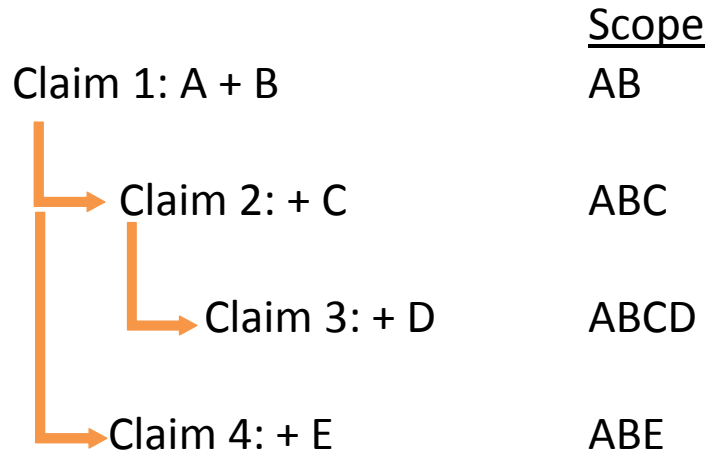 Scope
Claim 1: A + B AB
Claim 2: + C ABC
Claim 3: + D ABCD
Claim 4: + E ABE